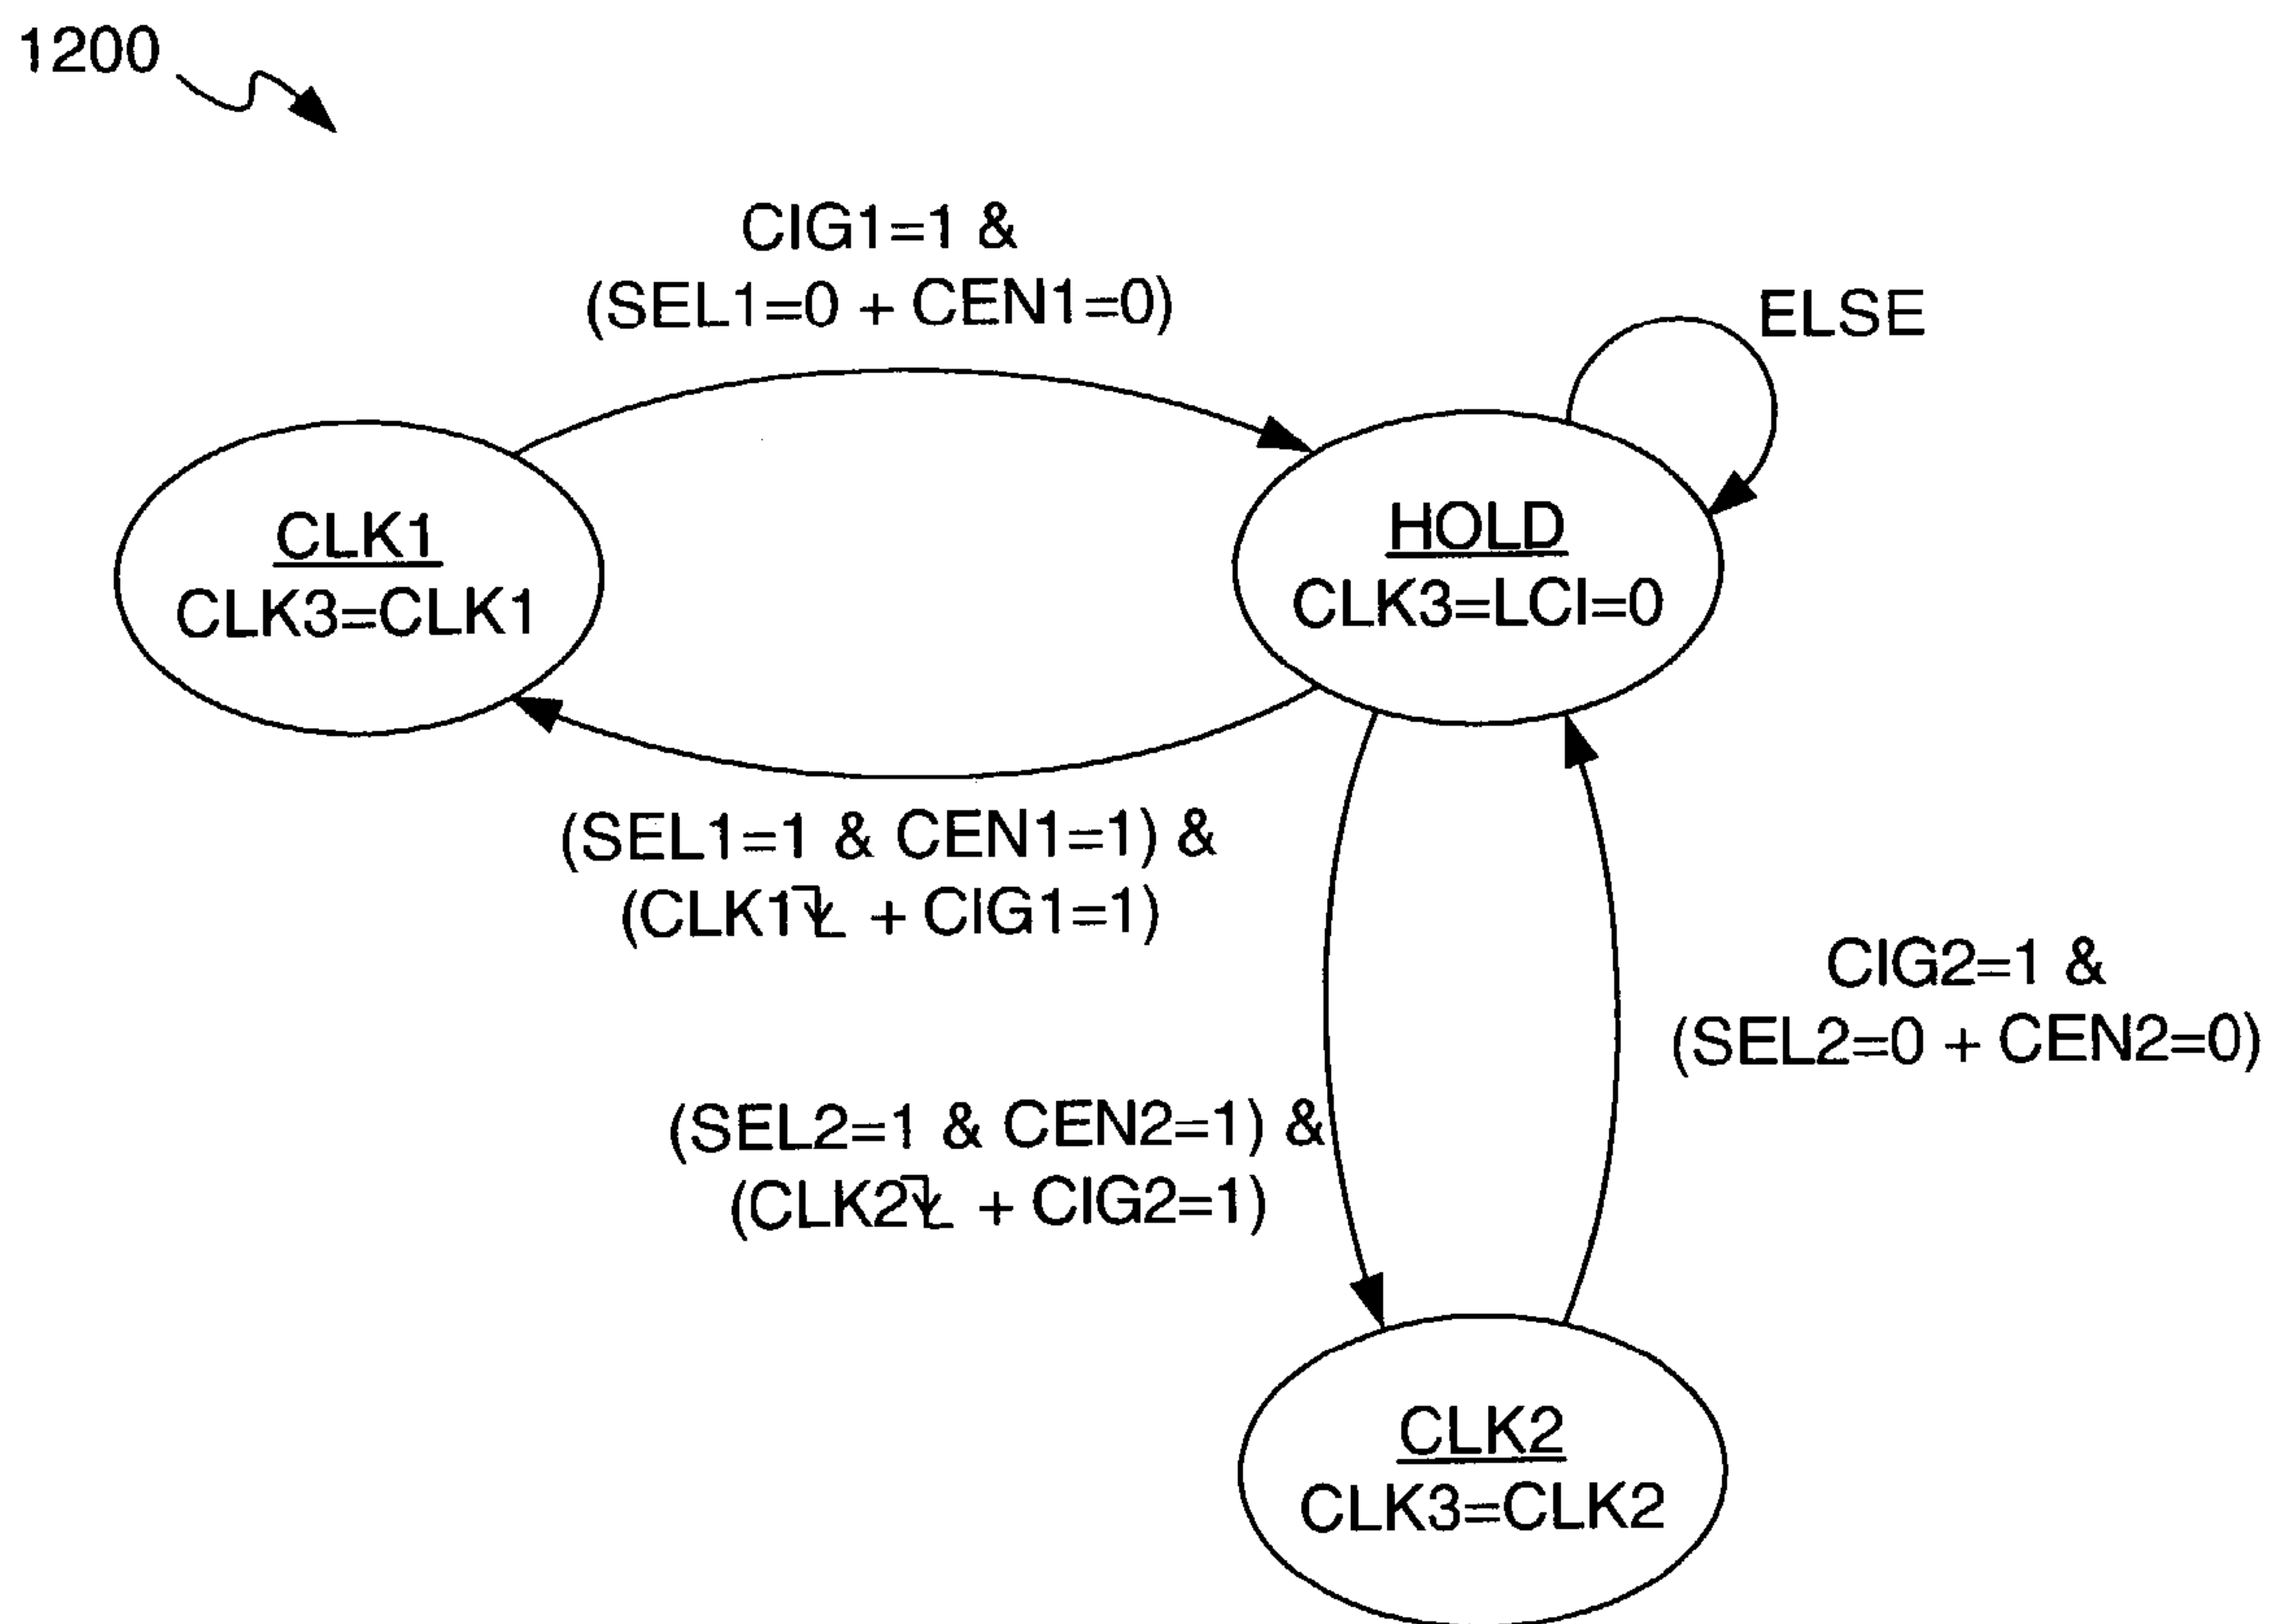 1200
CIG1=1 &
(SEL1=0 + CEN1=0)
ELSE
CLK1
CLK3=CLK1
HOLD
CLK3=LCI=0
(SEL1=1 & CEN1=1) &
(CLK1 + CIG1=1)
CIG2=1 &
(SEL2=0 + CEN2=0)
(SEL2=1 & CEN2=1) &
(CLK2 + CIG2=1)
CLK2
CLK3=CLK2